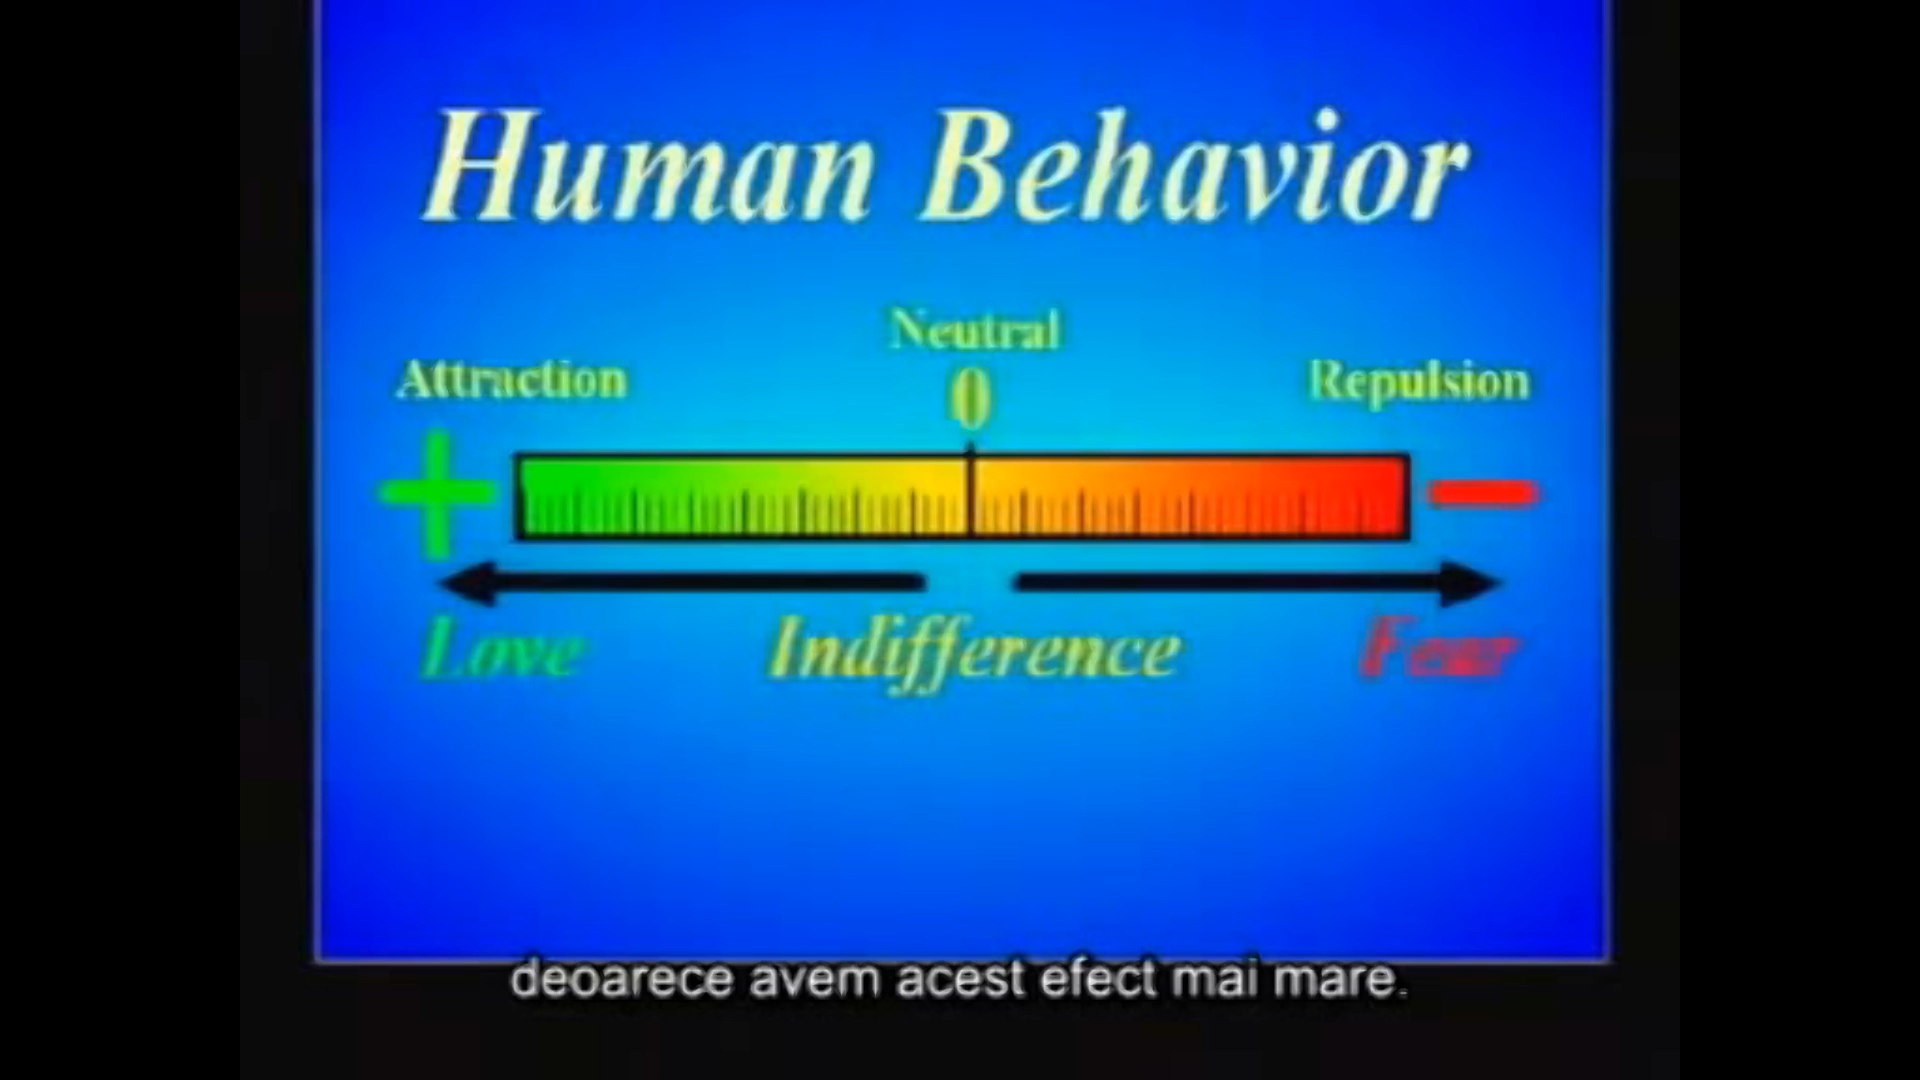 Human Behavior
Neutral
Attraction
0
Repulsion
+
−
Love
Indifference
Fear
deoarece avem acest efect mai mare.